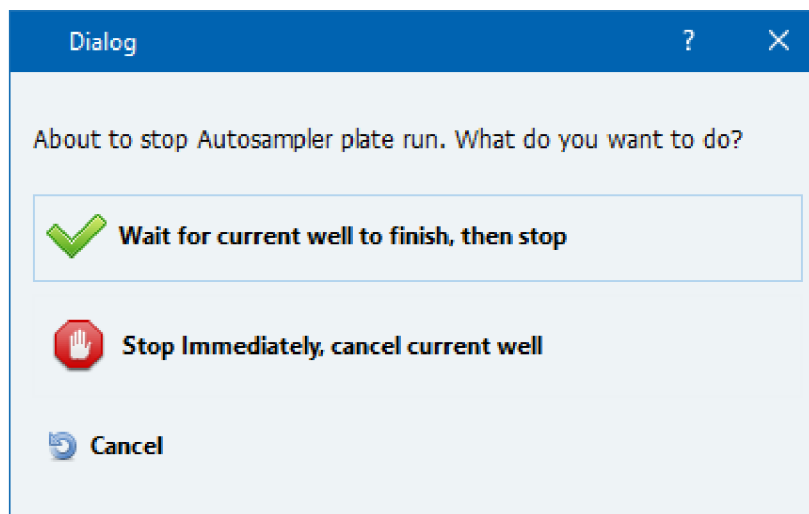 Dialog ?
About to stop Autosampler plate run. What do you want to do?
Wait for current well to finish, then stop
Stop Immediately, cancel current well
Cancel